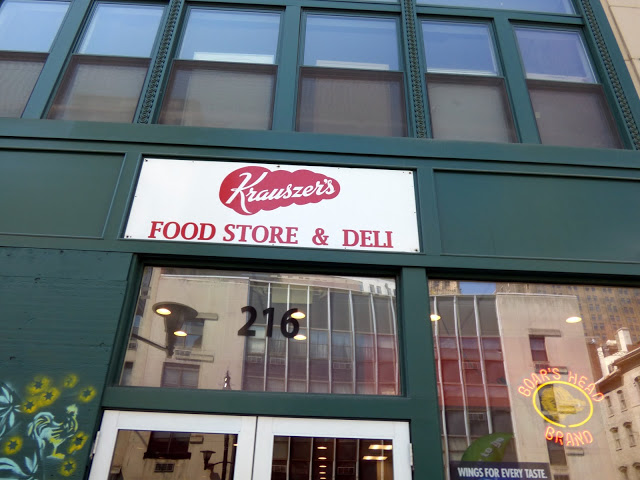 Krauszer's
FOOD STORE & DELI
216
BOAR'S HEAD
BRAND
WINGS FOR EVERY TASTE.